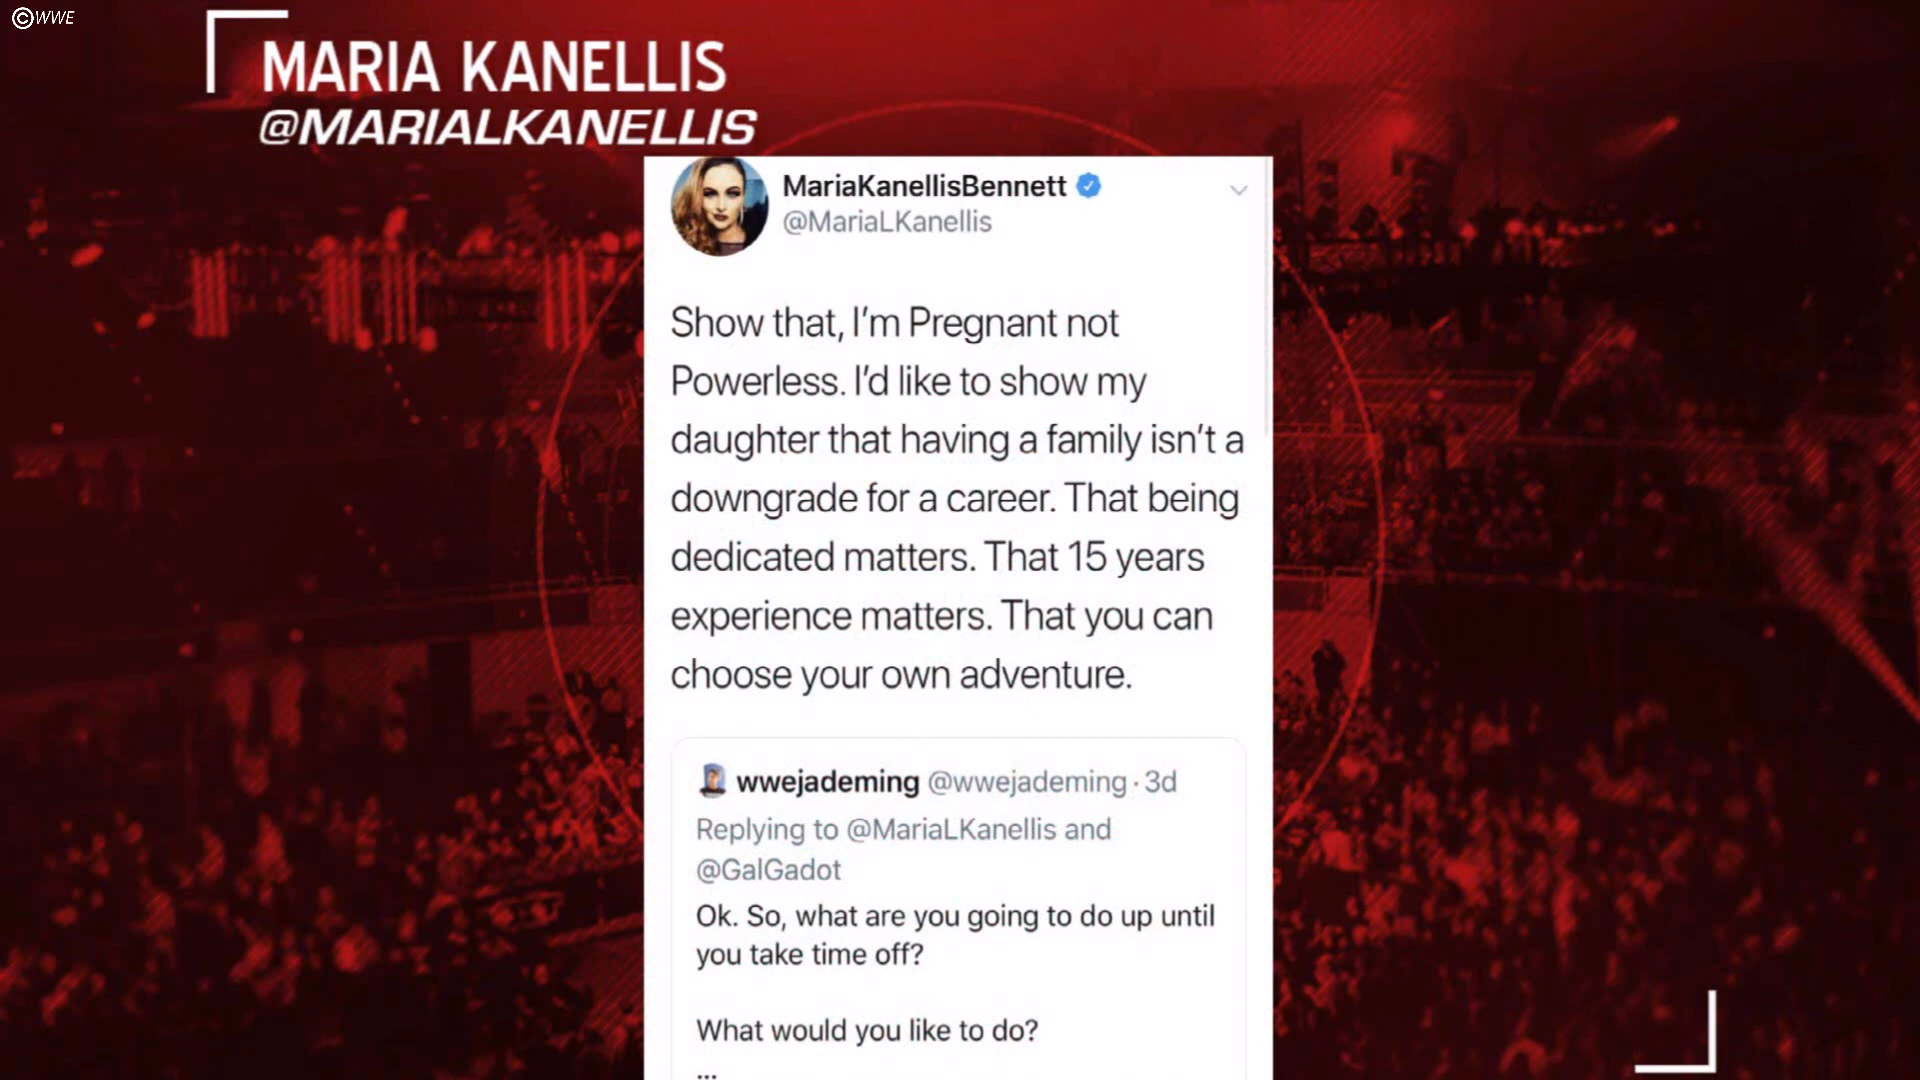 ©WWE
MARIA KANELLIS
@MARIALKANELLIS
MariaKanellisBennett
@MariaLKanellis
Show that, I'm Pregnant not
Powerless. I'd like to show my
daughter that having a family isn't a
downgrade for a career. That being
dedicated matters. That 15 years
experience matters. That you can
choose your own adventure.
wwejademing @wwejademing · 3d
Replying to @MariaLKanellis and
@GalGadot
Ok. So, what are you going to do up until
you take time off?
What would you like to do?
...